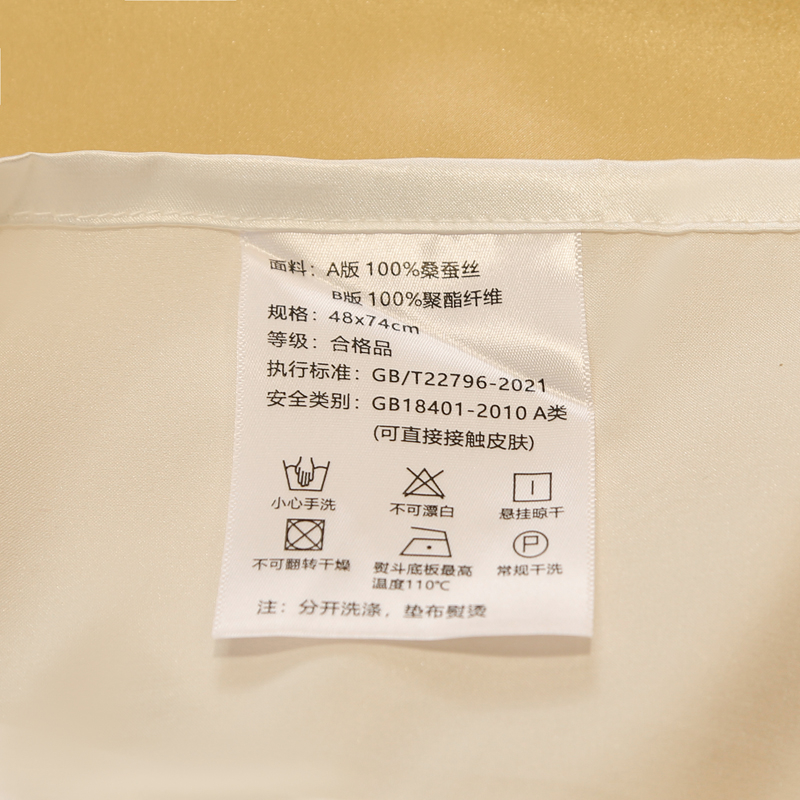 面料：A版 100%桑蚕丝
B版 100%聚酯纤维
规格：48x74cm
等级：合格品
执行标准：GB/T22796-2021
安全类别：GB18401-2010 A类
(可直接接触皮肤)
小心手洗 不可漂白 悬挂晾干
P
不可翻转干燥 熨斗底板最高温度110℃ 常规干洗
注：分开洗涤，垫布熨烫